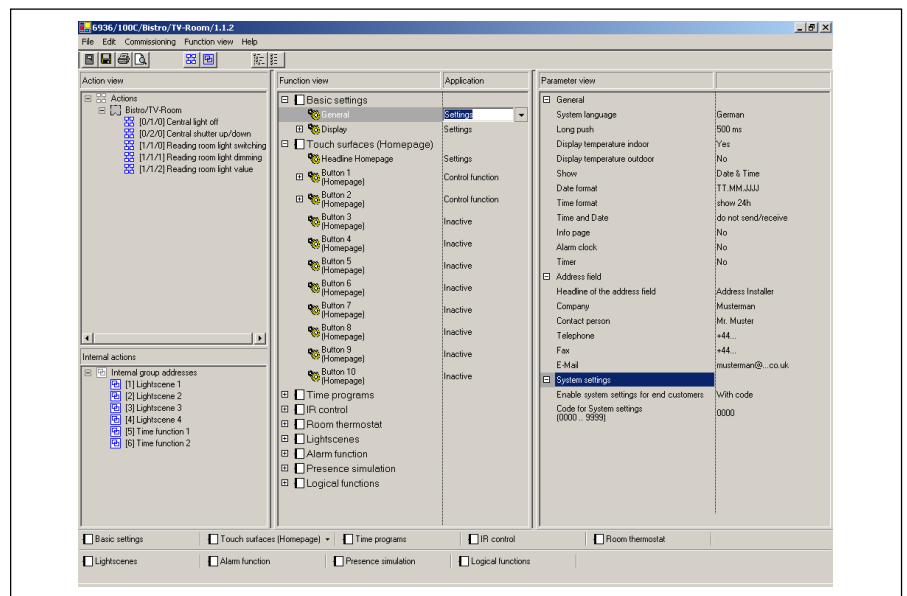 6936/100C/Bistro/TV-Room/1.1.2
File Edit Commissioning Function view Help
Action view
Actions
Bistro/TV-Room
[0/1/0] Central light off
[0/2/0] Central shutter up/down
[1/1/0] Reading room light switching
[1/1/1] Reading room light dimming
[1/1/2] Reading room light value
Internal actions
Internal group addresses
[1] Lightscene 1
[2] Lightscene 2
[3] Lightscene 3
[4] Lightscene 4
[5] Time function 1
[6] Time function 2
Function view Application
Basic settings
General Settings
Display Settings
Touch surfaces (Homepage)
Headline Homepage Settings
Button 1
(Homepage) Control function
Button 2
(Homepage) Control function
Button 3
(Homepage) Inactive
Button 4
(Homepage) Inactive
Button 5
(Homepage) Inactive
Button 6
(Homepage) Inactive
Button 7
(Homepage) Inactive
Button 8
(Homepage) Inactive
Button 9
(Homepage) Inactive
Button 10
(Homepage) Inactive
Time programs
IR control
Room thermostat
Lightscenes
Alarm function
Presence simulation
Logical functions
Parameter view
General
System language German
Long push 500 ms
Display temperature indoor Yes
Display temperature outdoor No
Show Date & Time
Date format TT.MM.JJJJ
Time format show 24h
Time and Date do not send/receive
Info page No
Alarm clock No
Timer No
Address field
Headline of the address field Address Installer
Company Musterman
Contact person Mr. Muster
Telephone +44...
Fax +44...
E-Mail musterman@...co.uk
System settings
Enable system settings for end customers With code
Code for System settings
(0000 .. 9999) 0000
Basic settings Touch surfaces (Homepage) Time programs IR control Room thermostat
Lightscenes Alarm function Presence simulation Logical functions